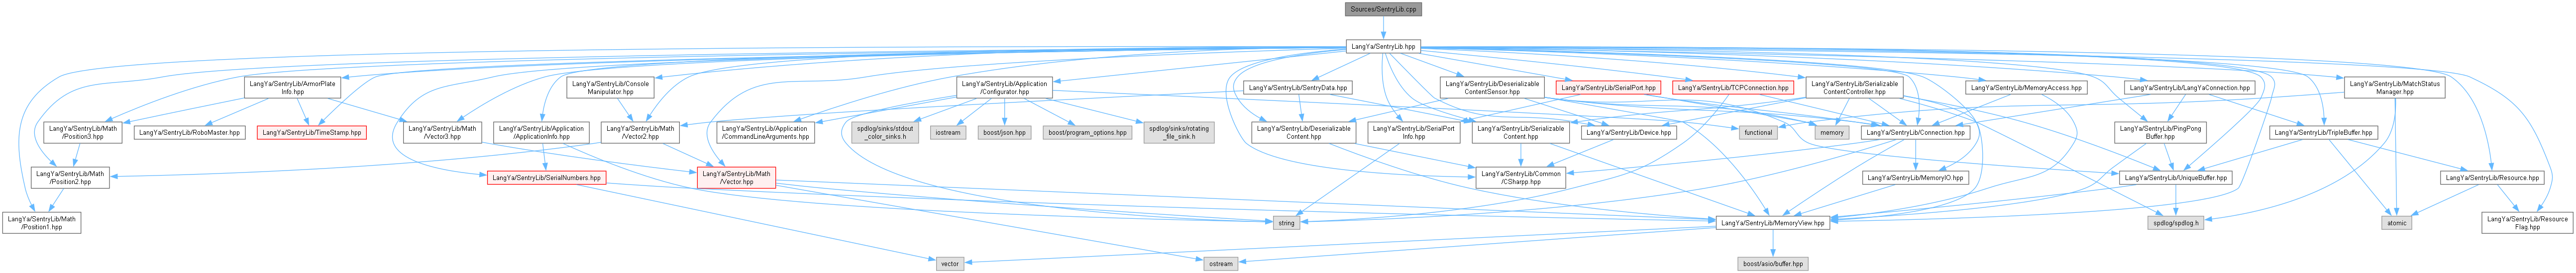 Sources/SentryLib.cpp
LangYa/SentryLib.hpp
LangYa/SentryLib/ArmorPlate
Info.hpp
LangYa/SentryLib/Console
Manipulator.hpp
LangYa/SentryLib/Application
/Configurator.hpp
LangYa/SentryLib/SentryData.hpp
LangYa/SentryLib/Deserializable
ContentSensor.hpp
LangYa/SentryLib/SerialPort.hpp
LangYa/SentryLib/TCPConnection.hpp
LangYa/SentryLib/Serializable
ContentController.hpp
LangYa/SentryLib/MemoryAccess.hpp
LangYa/SentryLib/LangYaConnection.hpp
LangYa/SentryLib/MatchStatus
Manager.hpp
LangYa/SentryLib/Math
/Position3.hpp
LangYa/SentryLib/RoboMaster.hpp
LangYa/SentryLib/TimeStamp.hpp
LangYa/SentryLib/Math
/Vector3.hpp
LangYa/SentryLib/Application
/ApplicationInfo.hpp
LangYa/SentryLib/Math
/Vector2.hpp
LangYa/SentryLib/Application
/CommandLineArguments.hpp
spdlog/sinks/stdout
_color_sinks.h
iostream
boost/json.hpp
boost/program_options.hpp
spdlog/sinks/rotating
_file_sink.h
LangYa/SentryLib/Deserializable
Content.hpp
LangYa/SentryLib/SerialPort
Info.hpp
LangYa/SentryLib/Serializable
Content.hpp
LangYa/SentryLib/Device.hpp
functional
memory
LangYa/SentryLib/Connection.hpp
LangYa/SentryLib/PingPong
Buffer.hpp
LangYa/SentryLib/TripleBuffer.hpp
LangYa/SentryLib/Math
/Position2.hpp
LangYa/SentryLib/SerialNumbers.hpp
LangYa/SentryLib/Math
/Vector.hpp
LangYa/SentryLib/Common
/CSharpp.hpp
LangYa/SentryLib/MemoryIO.hpp
LangYa/SentryLib/UniqueBuffer.hpp
LangYa/SentryLib/Resource.hpp
LangYa/SentryLib/Math
/Position1.hpp
string
LangYa/SentryLib/MemoryView.hpp
spdlog/spdlog.h
atomic
LangYa/SentryLib/Resource
Flag.hpp
vector
ostream
boost/asio/buffer.hpp